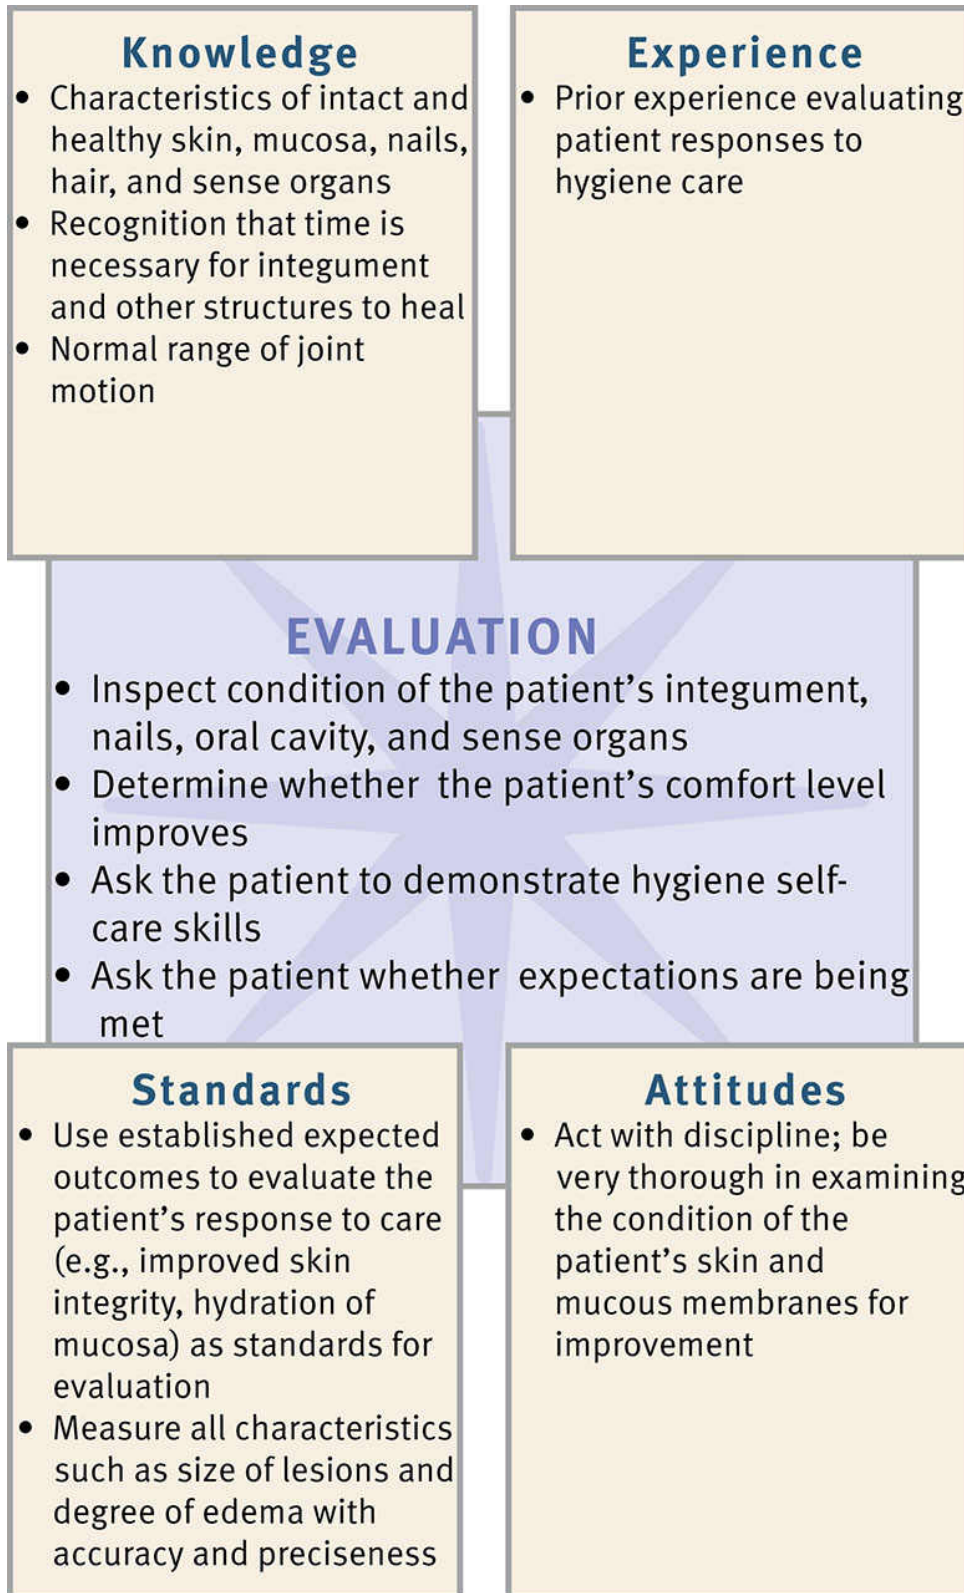 Knowledge
• Characteristics of intact and
healthy skin, mucosa, nails,
hair, and sense organs
• Recognition that time is
necessary for integument
and other structures to heal
• Normal range of joint
motion
Experience
• Prior experience evaluating
patient responses to
hygiene care
EVALUATION
• Inspect condition of the patient’s integument,
nails, oral cavity, and sense organs
• Determine whether the patient’s comfort level
improves
• Ask the patient to demonstrate hygiene self-
care skills
• Ask the patient whether expectations are being
met
Standards
• Use established expected
outcomes to evaluate the
patient’s response to care
(e.g., improved skin
integrity, hydration of
mucosa) as standards for
evaluation
• Measure all characteristics
such as size of lesions and
degree of edema with
accuracy and preciseness
Attitudes
• Act with discipline; be
very thorough in examining
the condition of the
patient’s skin and
mucous membranes for
improvement